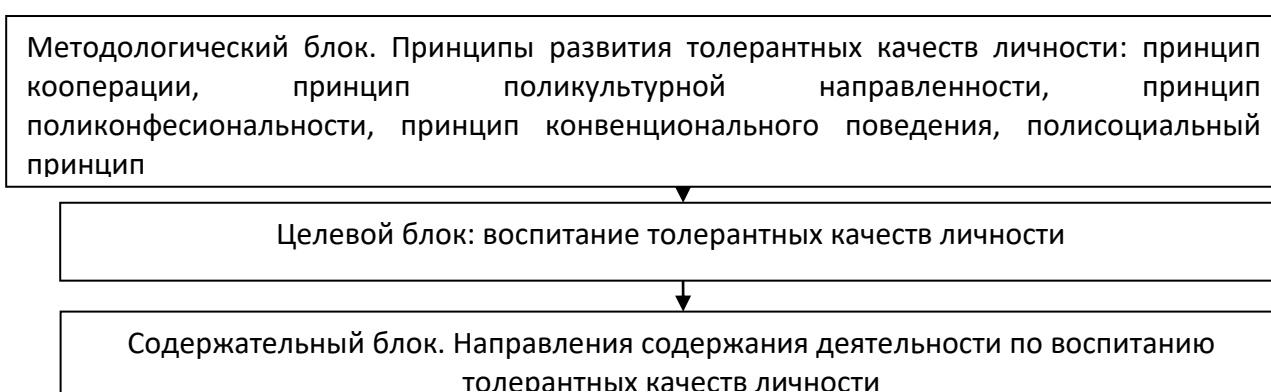 Методологический блок. Принципы развития толерантных качеств личности: принцип
кооперации, принцип поликультурной направленности, принцип
поликонфесиональности, принцип конвенционального поведения, полисоциальный
принцип
Целевой блок: воспитание толерантных качеств личности
Содержательный блок. Направления содержания деятельности по воспитанию
толерантных качеств личности